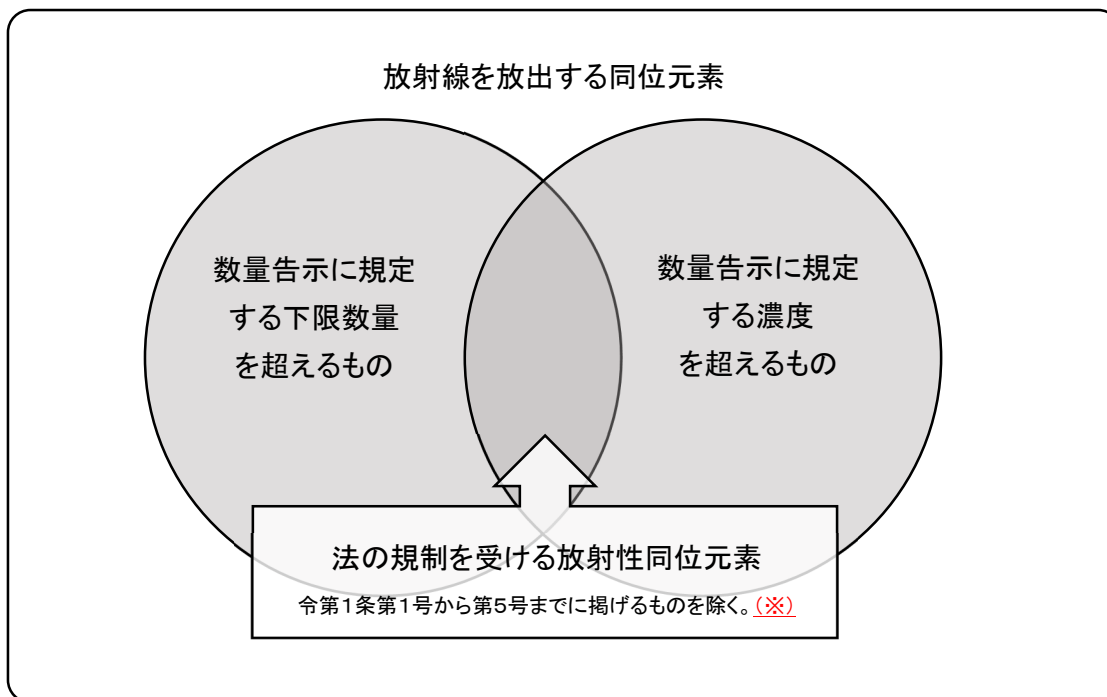 放射線を放出する同位元素
数量告示に規定
する下限数量
を超えるもの
数量告示に規定
する濃度
を超えるもの
法の規制を受ける放射性同位元素
令第１条第１号から第５号までに掲げるものを除く。(※)